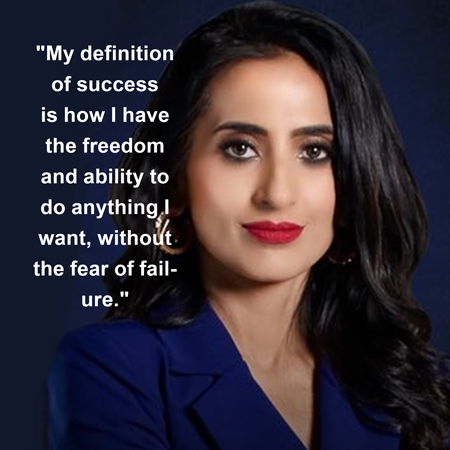 "My definition
of success
is how I have
the freedom
and ability to
do anything I
want, without
the fear of fail-
ure."